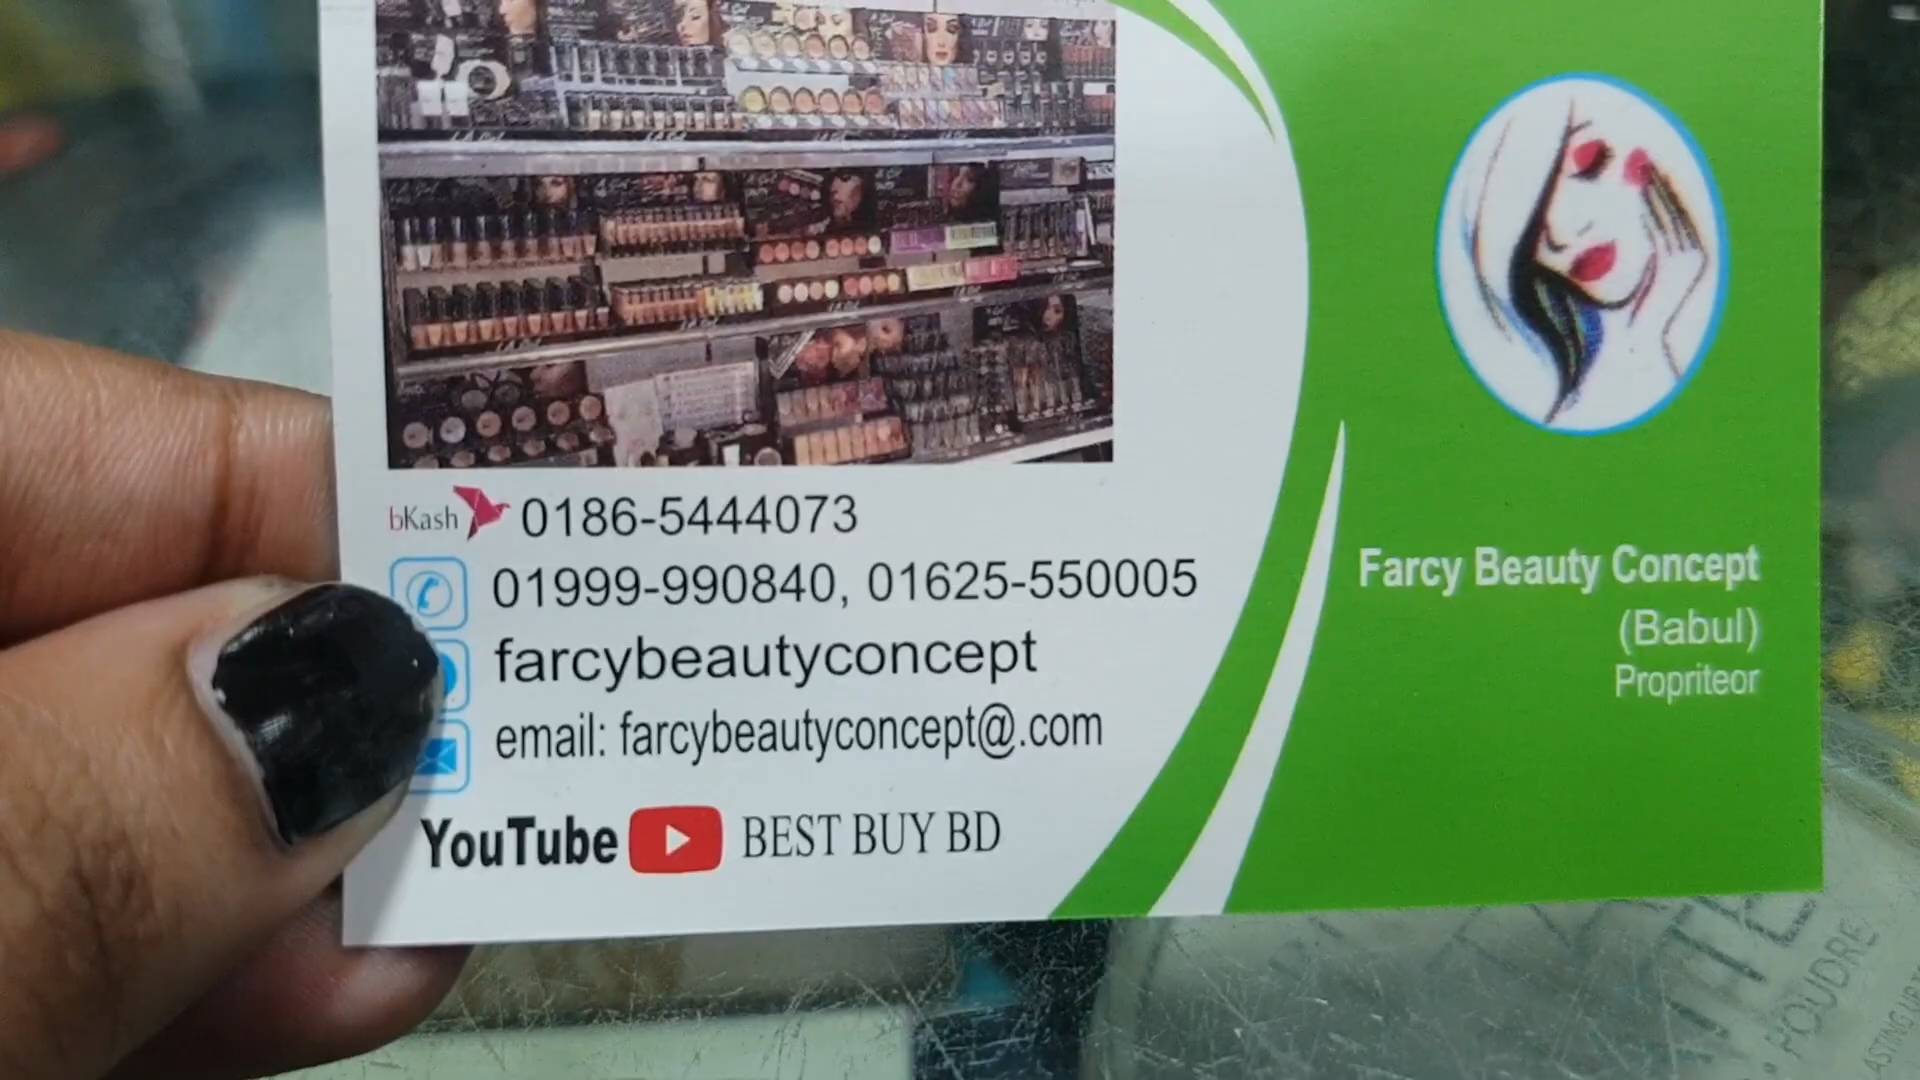 bKash 0186-5444073
01999-990840, 01625-550005
farcybeautyconcept
email: farcybeautyconcept@.com
YouTube BEST BUY BD
Farcy Beauty Concept
(Babul)
Propriteor
POUDRE